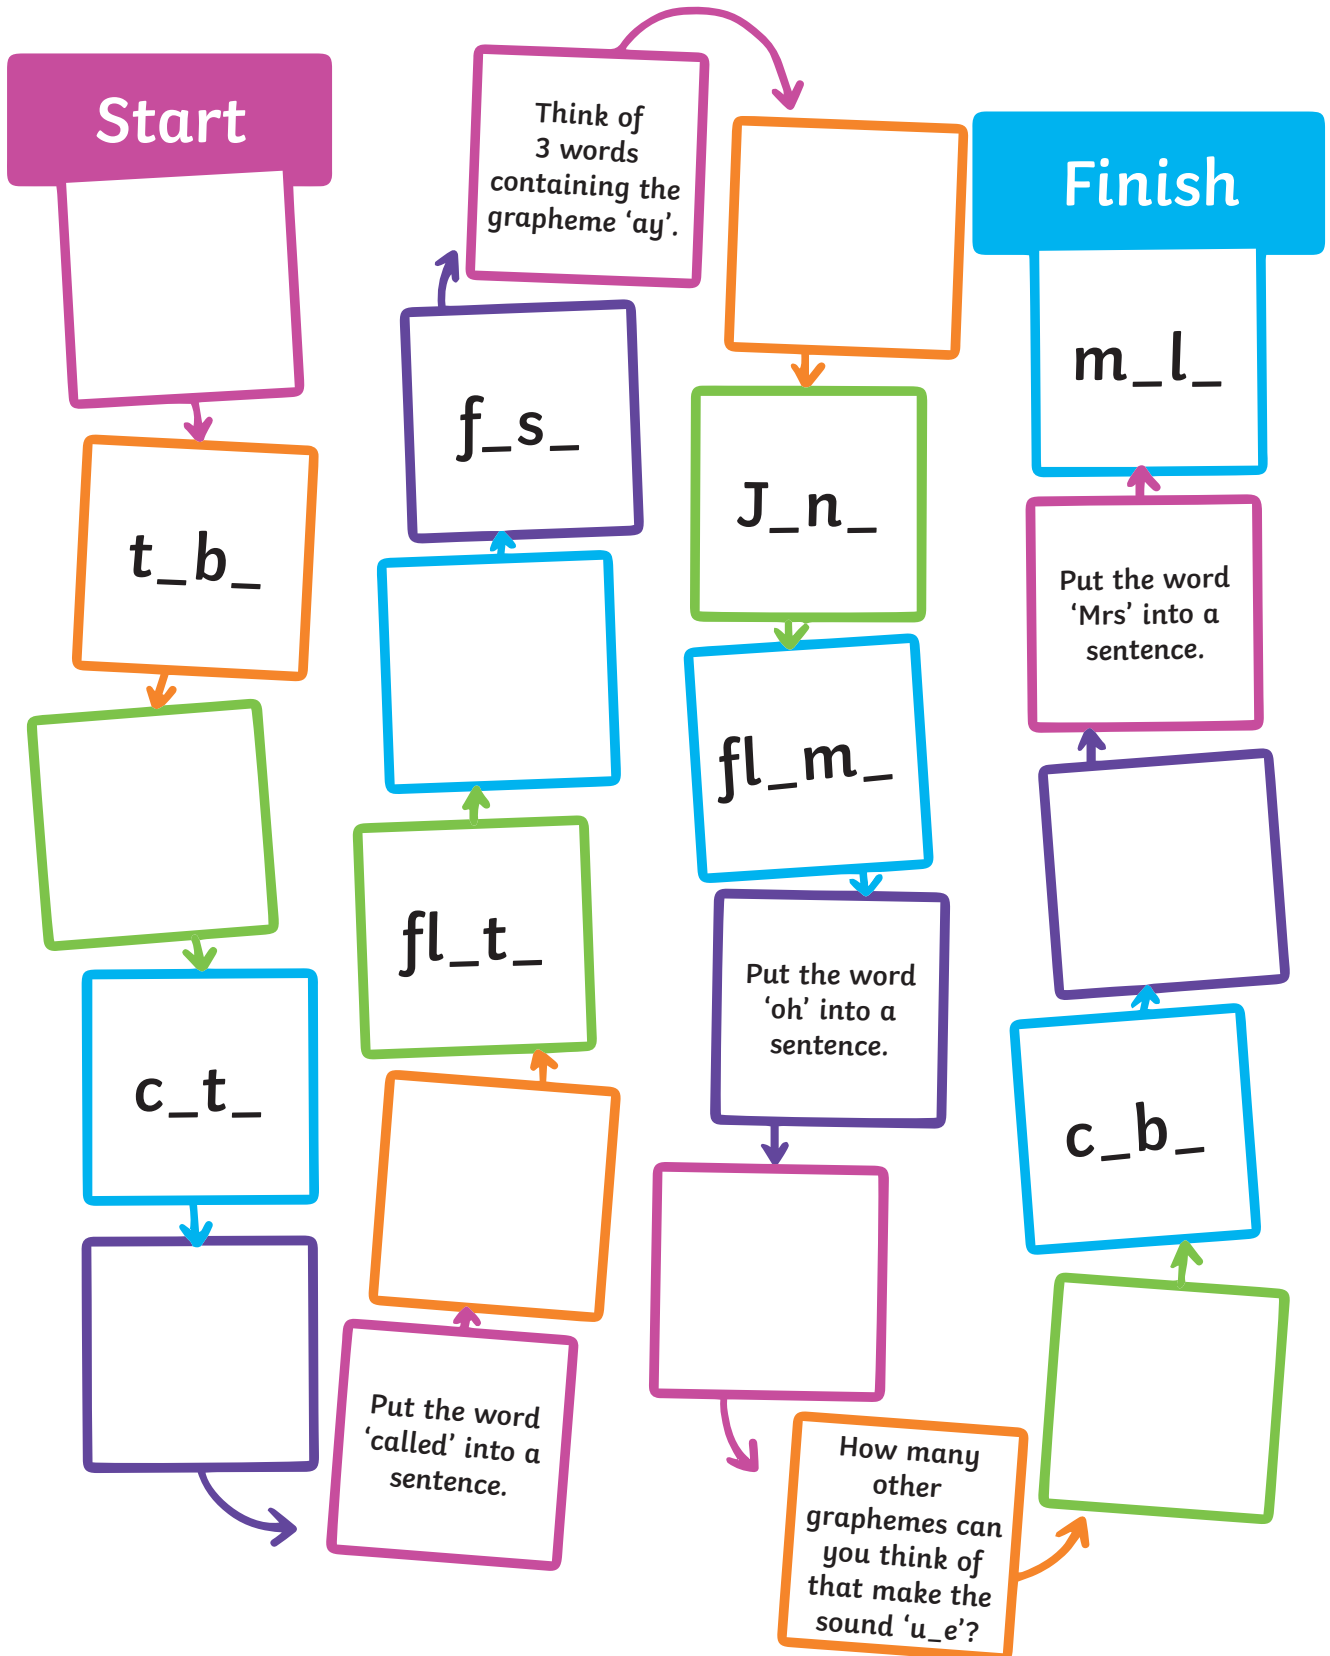 Start
t_b_
c_t_
Put the word
‘called’ into a
sentence.
fl_t_
f_s_
Think of
3 words
containing the
grapheme ‘ay’.
J_n_
fl_m_
Put the word
‘oh’ into a
sentence.
How many
other
graphemes can
you think of
that make the
sound ‘u_e’?
c_b_
Put the word
‘Mrs’ into a
sentence.
m_l_
Finish